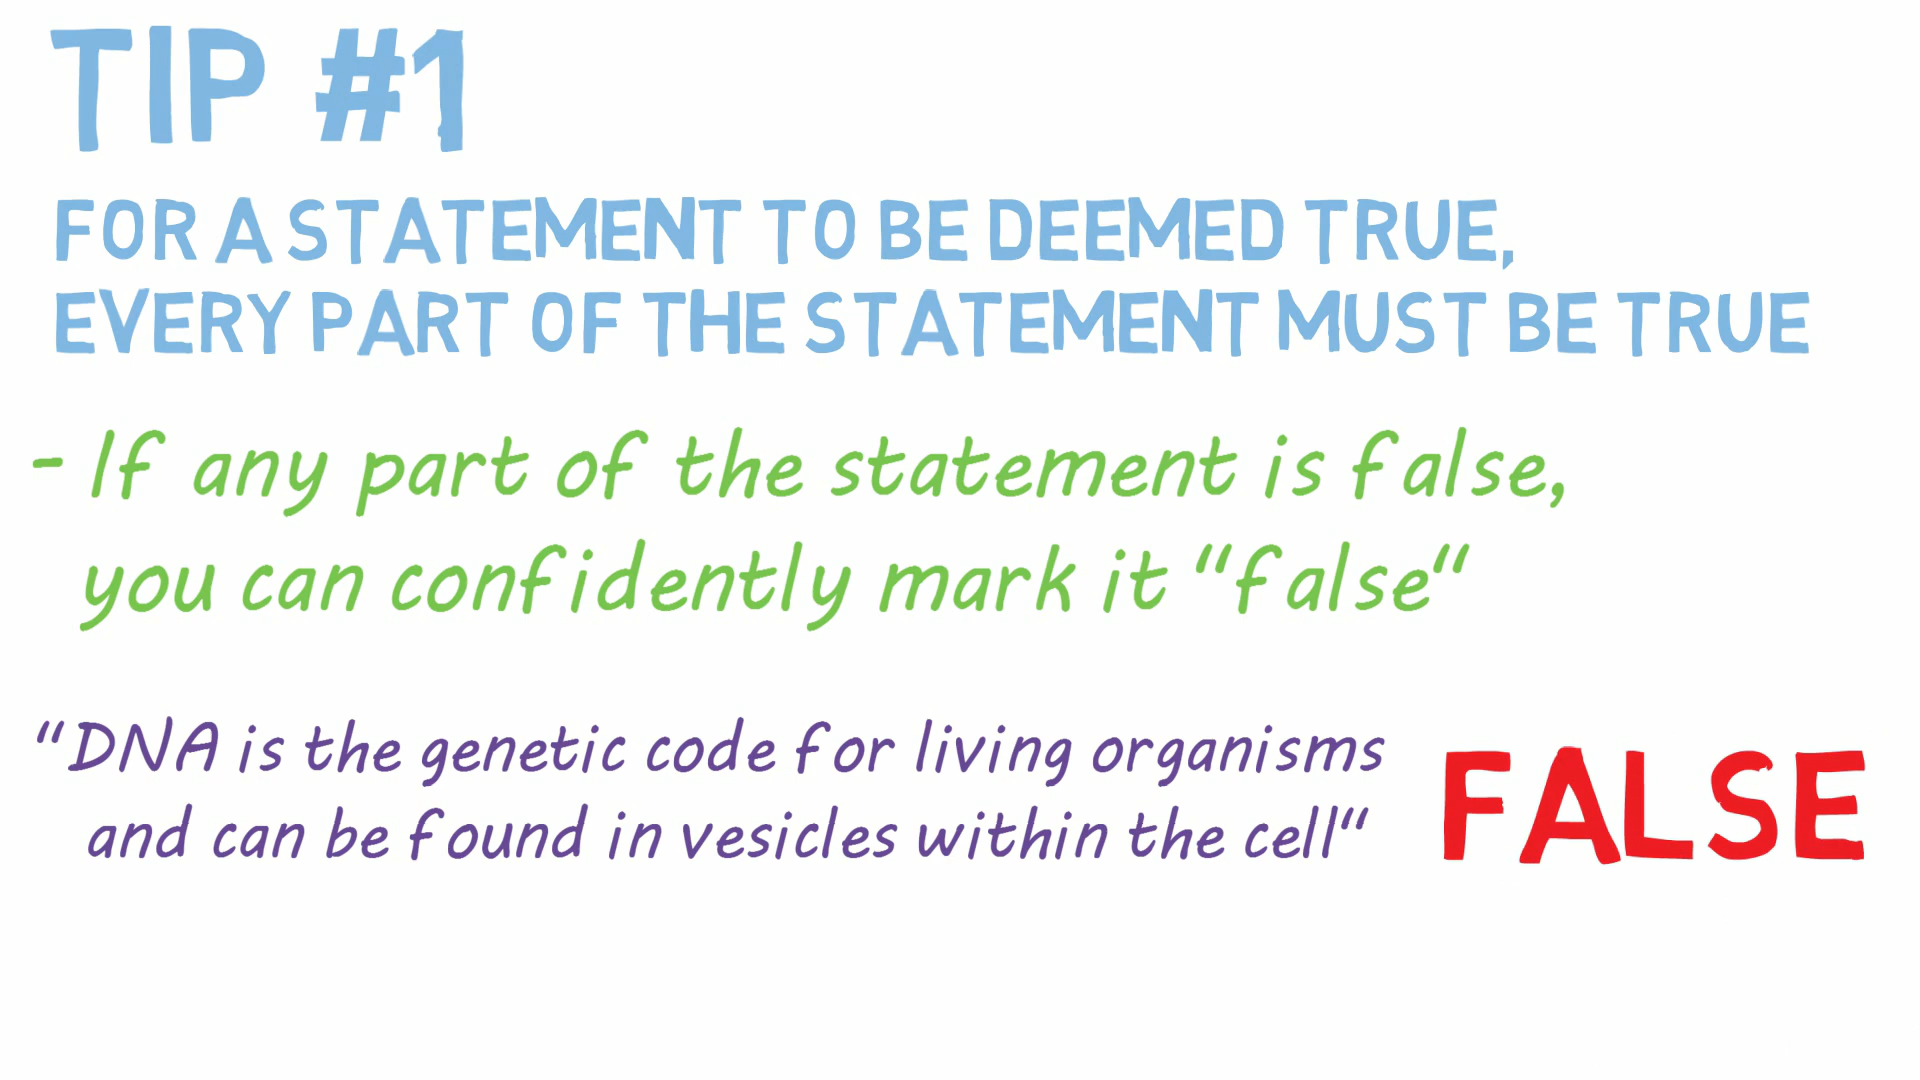 TIP #1
FOR A STATEMENT TO BE DEEMED TRUE,
EVERY PART OF THE STATEMENT MUST BE TRUE
- If any part of the statement is false,
you can confidently mark it "false"
"DNA is the genetic code for living organisms
and can be found in vesicles within the cell"
FALSE